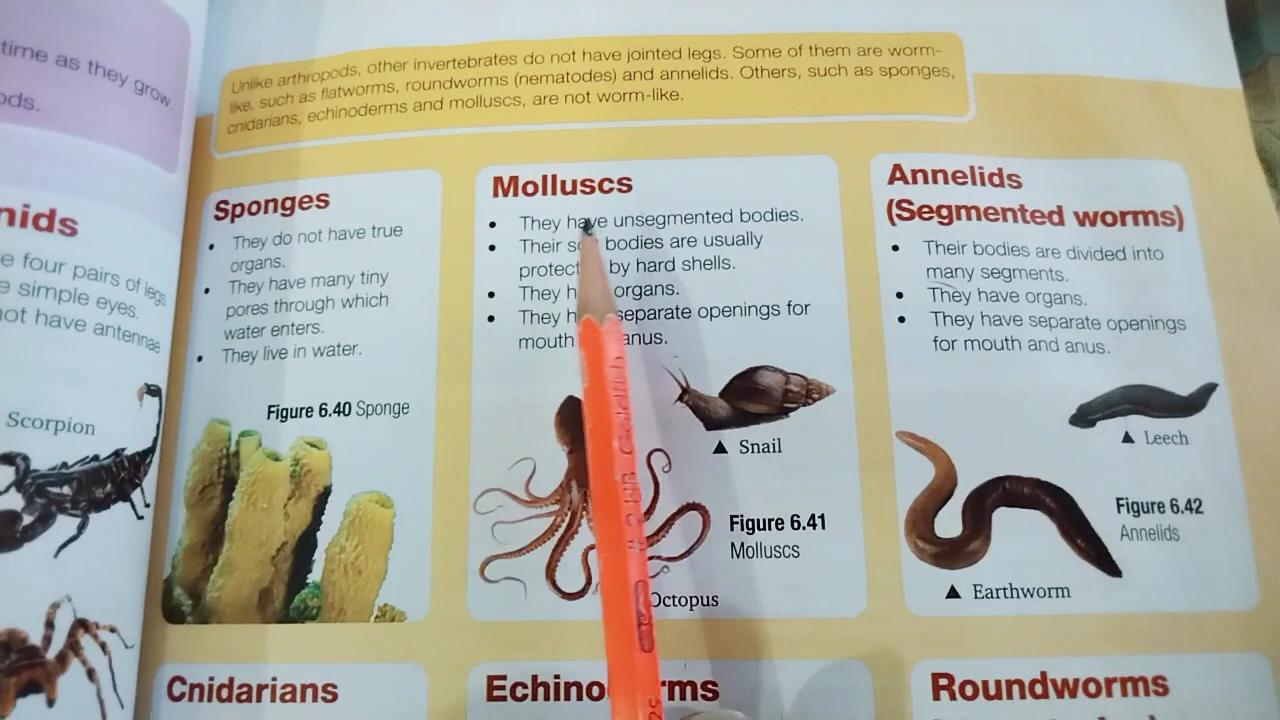 time as they grow.
ods.
nids
e four pairs of legs
e simple eyes.
not have antennae
Scorpion
Unlike arthropods, other invertebrates do not have jointed legs. Some of them are worm-
like, such as flatworms, roundworms (nematodes) and annelids. Others, such as sponges,
cnidarians, echinoderms and molluscs, are not worm-like.
Sponges
• They do not have true
organs.
• They have many tiny
pores through which
water enters.
• They live in water.
Figure 6.40 Sponge
Molluscs
• They have unsegmented bodies.
• Their bodies are usually
protect by hard shells.
• They organs.
• They separate openings for
mouth anus.
▲ Snail
Figure 6.41
Molluscs
Octopus
Annelids
(Segmented worms)
• Their bodies are divided into
many segments.
• They have organs.
• They have separate openings
for mouth and anus.
▲ Leech
Figure 6.42
Annelids
▲ Earthworm
Cnidarians
Echino rms
Roundworms